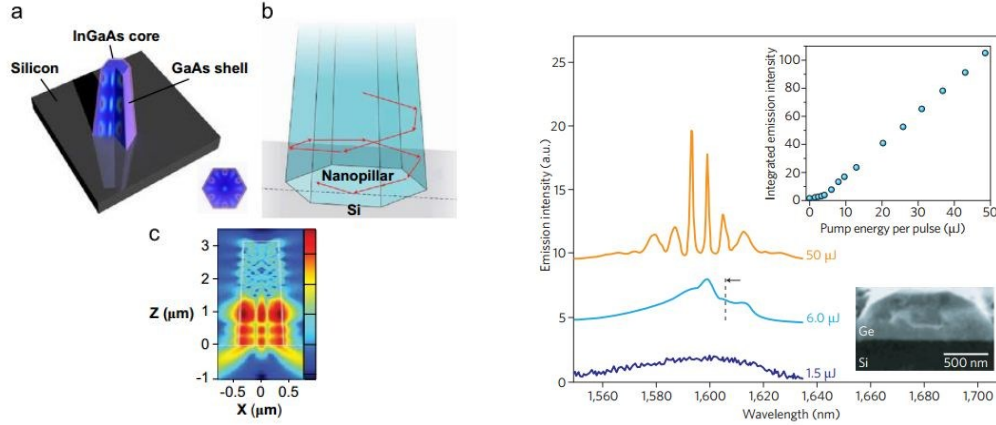 a
InGaAs core
Silicon
GaAs shell
b
Nanopillar
Si
c
3
2
Z (μm)
1
0
-1
-0.5 0 0.5
X (μm)
Emission intensity (a.u.)
25
20
15
10
5
0
50 μJ
6.0 μJ
1.5 μJ
1,560 1,580 1,600 1,620 1,640 1,660 1,680 1,700
Wavelength (nm)
Integrated emission intensity
100
80
60
40
20
0
0 10 20 30 40 50
Pump energy per pulse (μJ)
Ge
Si
500 nm